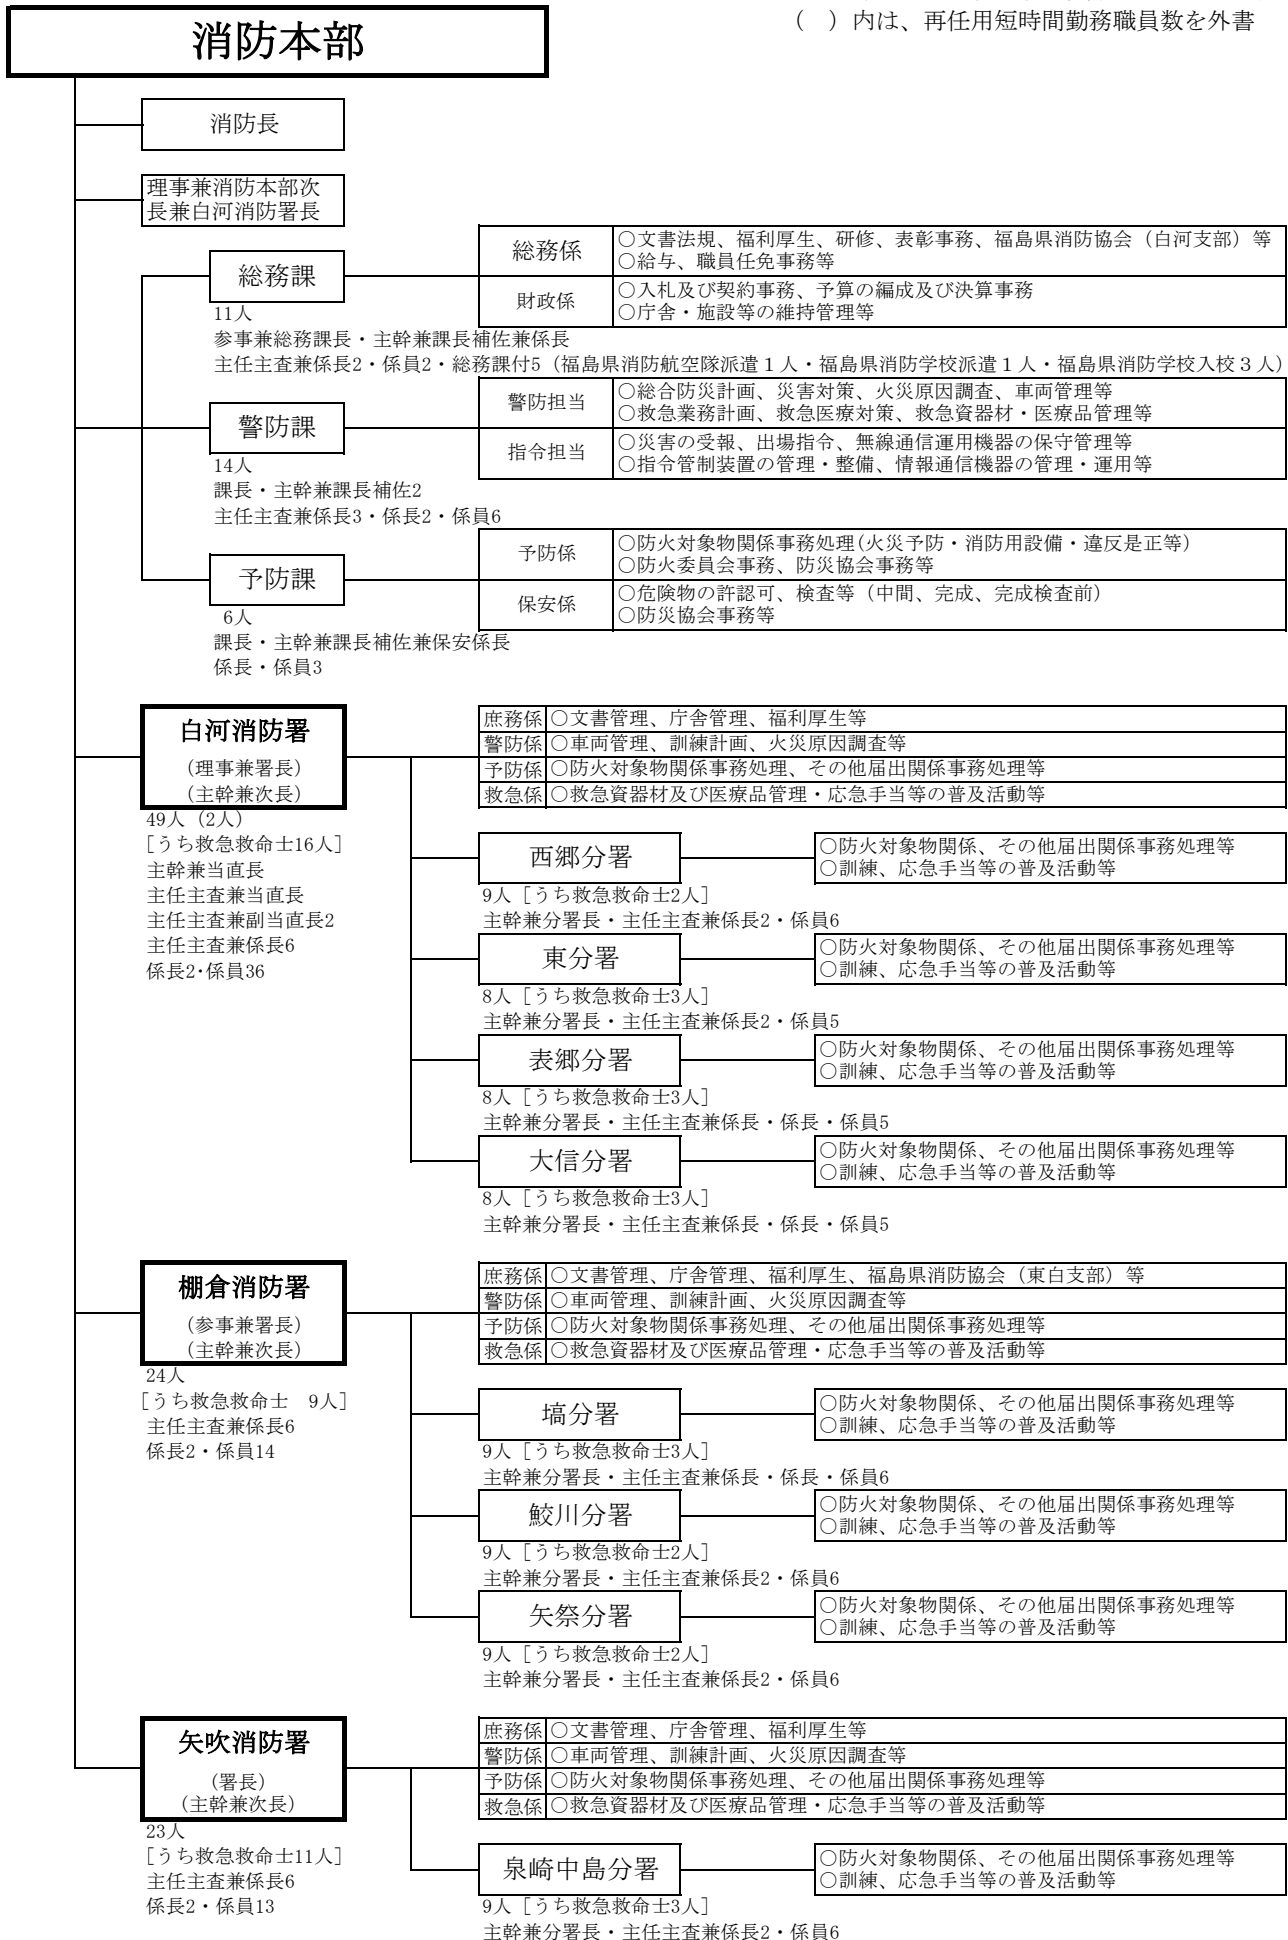 消防本部
（　）内は、再任用短時間勤務職員数を外書
消防長
理事兼消防本部次
長兼白河消防署長
総務課
11人
参事兼総務課長・主幹兼課長補佐兼係長
主任主査兼係長2・係員2・総務課付5（福島県消防航空隊派遣１人・福島県消防学校派遣１人・福島県消防学校入校３人）
総務係
○文書法規、福利厚生、研修、表彰事務、福島県消防協会（白河支部）等
○給与、職員任免事務等
財政係
○入札及び契約事務、予算の編成及び決算事務
○庁舎・施設等の維持管理等
警防課
14人
課長・主幹兼課長補佐2
主任主査兼係長3・係長2・係員6
警防担当
○総合防災計画、災害対策、火災原因調査、車両管理等
○救急業務計画、救急医療対策、救急資器材・医療品管理等
指令担当
○災害の受報、出場指令、無線通信運用機器の保守管理等
○指令管制装置の管理・整備、情報通信機器の管理・運用等
予防課
6人
課長・主幹兼課長補佐兼保安係長
係長・係員3
予防係
○防火対象物関係事務処理(火災予防・消防用設備・違反是正等)
○防火委員会事務、防災協会事務等
保安係
○危険物の許認可、検査等（中間、完成、完成検査前）
○防災協会事務等
白河消防署
（理事兼署長）
（主幹兼次長）
49人（2人）
［うち救急救命士16人］
主幹兼当直長
主任主査兼当直長
主任主査兼副当直長2
主任主査兼係長6
係長2・係員36
庶務係 ○文書管理、庁舎管理、福利厚生等
警防係 ○車両管理、訓練計画、火災原因調査等
予防係 ○防火対象物関係事務処理、その他届出関係事務処理等
救急係 ○救急資器材及び医療品管理・応急手当等の普及活動等
西郷分署
○防火対象物関係、その他届出関係事務処理等
○訓練、応急手当等の普及活動等
9人［うち救急救命士2人］
主幹兼分署長・主任主査兼係長2・係員6
東分署
○防火対象物関係、その他届出関係事務処理等
○訓練、応急手当等の普及活動等
8人［うち救急救命士3人］
主幹兼分署長・主任主査兼係長2・係員5
表郷分署
○防火対象物関係、その他届出関係事務処理等
○訓練、応急手当等の普及活動等
8人［うち救急救命士3人］
主幹兼分署長・主任主査兼係長・係長・係員5
大信分署
○防火対象物関係、その他届出関係事務処理等
○訓練、応急手当等の普及活動等
8人［うち救急救命士3人］
主幹兼分署長・主任主査兼係長・係長・係員5
棚倉消防署
（参事兼署長）
（主幹兼次長）
24人
［うち救急救命士　9人］
主任主査兼係長6
係長2・係員14
庶務係 ○文書管理、庁舎管理、福利厚生、福島県消防協会（東白支部）等
警防係 ○車両管理、訓練計画、火災原因調査等
予防係 ○防火対象物関係事務処理、その他届出関係事務処理等
救急係 ○救急資器材及び医療品管理・応急手当等の普及活動等
塙分署
○防火対象物関係、その他届出関係事務処理等
○訓練、応急手当等の普及活動等
9人［うち救急救命士3人］
主幹兼分署長・主任主査兼係長・係長・係員6
鮫川分署
○防火対象物関係、その他届出関係事務処理等
○訓練、応急手当等の普及活動等
9人［うち救急救命士2人］
主幹兼分署長・主任主査兼係長2・係員6
矢祭分署
○防火対象物関係、その他届出関係事務処理等
○訓練、応急手当等の普及活動等
9人［うち救急救命士2人］
主幹兼分署長・主任主査兼係長2・係員6
矢吹消防署
（署長）
（主幹兼次長）
23人
［うち救急救命士11人］
主任主査兼係長6
係長2・係員13
庶務係 ○文書管理、庁舎管理、福利厚生等
警防係 ○車両管理、訓練計画、火災原因調査等
予防係 ○防火対象物関係事務処理、その他届出関係事務処理等
救急係 ○救急資器材及び医療品管理・応急手当等の普及活動等
泉崎中島分署
○防火対象物関係、その他届出関係事務処理等
○訓練、応急手当等の普及活動等
9人［うち救急救命士3人］
主幹兼分署長・主任主査兼係長2・係員6